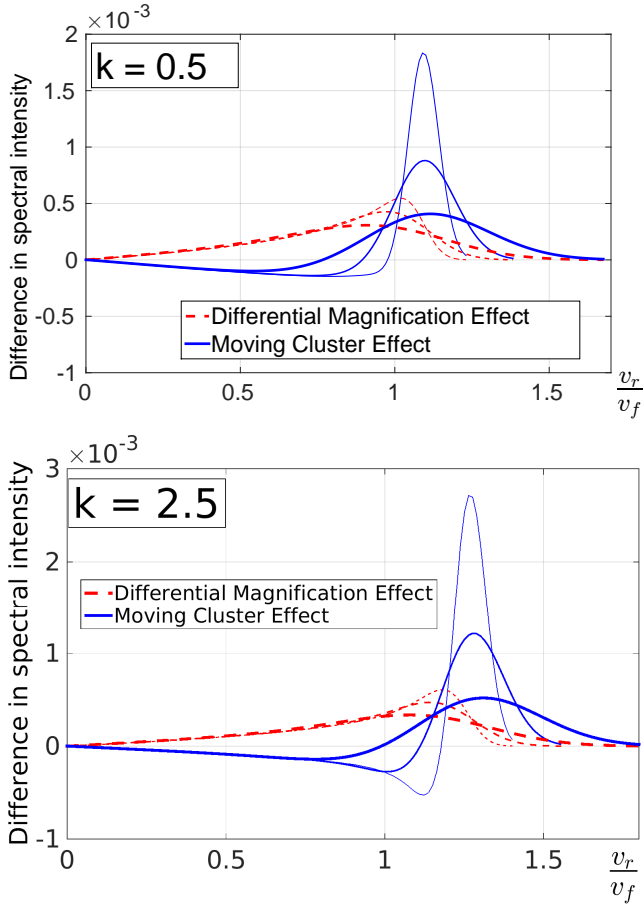 ×10⁻³
2
k = 0.5
1.5
1
0.5
0
-0.5
-1
Difference in spectral intensity
Differential Magnification Effect
Moving Cluster Effect
0 0.5 1 1.5
v_r
v_f
×10⁻³
3
k = 2.5
2
1
0
-1
Difference in spectral intensity
Differential Magnification Effect
Moving Cluster Effect
0 0.5 1 1.5
v_r
v_f